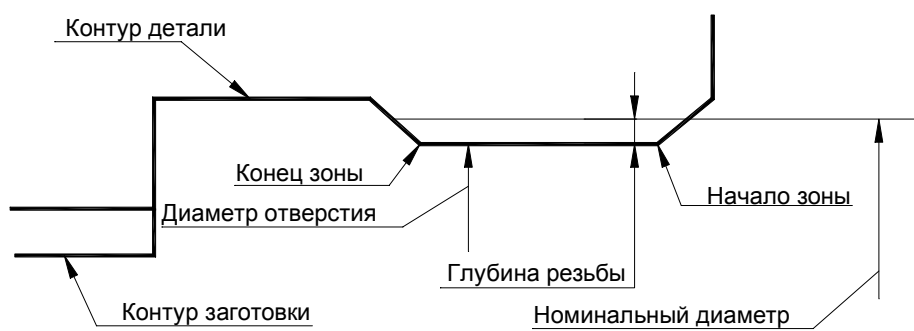 Контур детали
Конец зоны
Начало зоны
Диаметр отверстия
Глубина резьбы
Контур заготовки
Номинальный диаметр